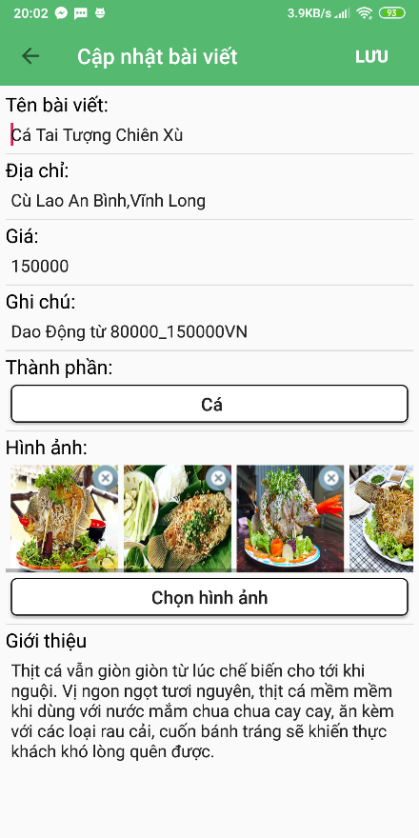 20:02
3.9KB/s
93
Cập nhật bài viết
LƯU
Tên bài viết:
Cá Tai Tượng Chiên Xù
Địa chỉ:
Cù Lao An Bình,Vĩnh Long
Giá:
150000
Ghi chú:
Dao Động từ 80000_150000VN
Thành phần:
Cá
Hình ảnh:
Chọn hình ảnh
Giới thiệu
Thịt cá vẫn giòn giòn từ lúc chế biến cho tới khi
nguội. Vị ngon ngọt tươi nguyên, thịt cá mềm mềm
khi dùng với nước mắm chua chua cay cay, ăn kèm
với các loại rau cải, cuốn bánh tráng sẽ khiến thực
khách khó lòng quên được.